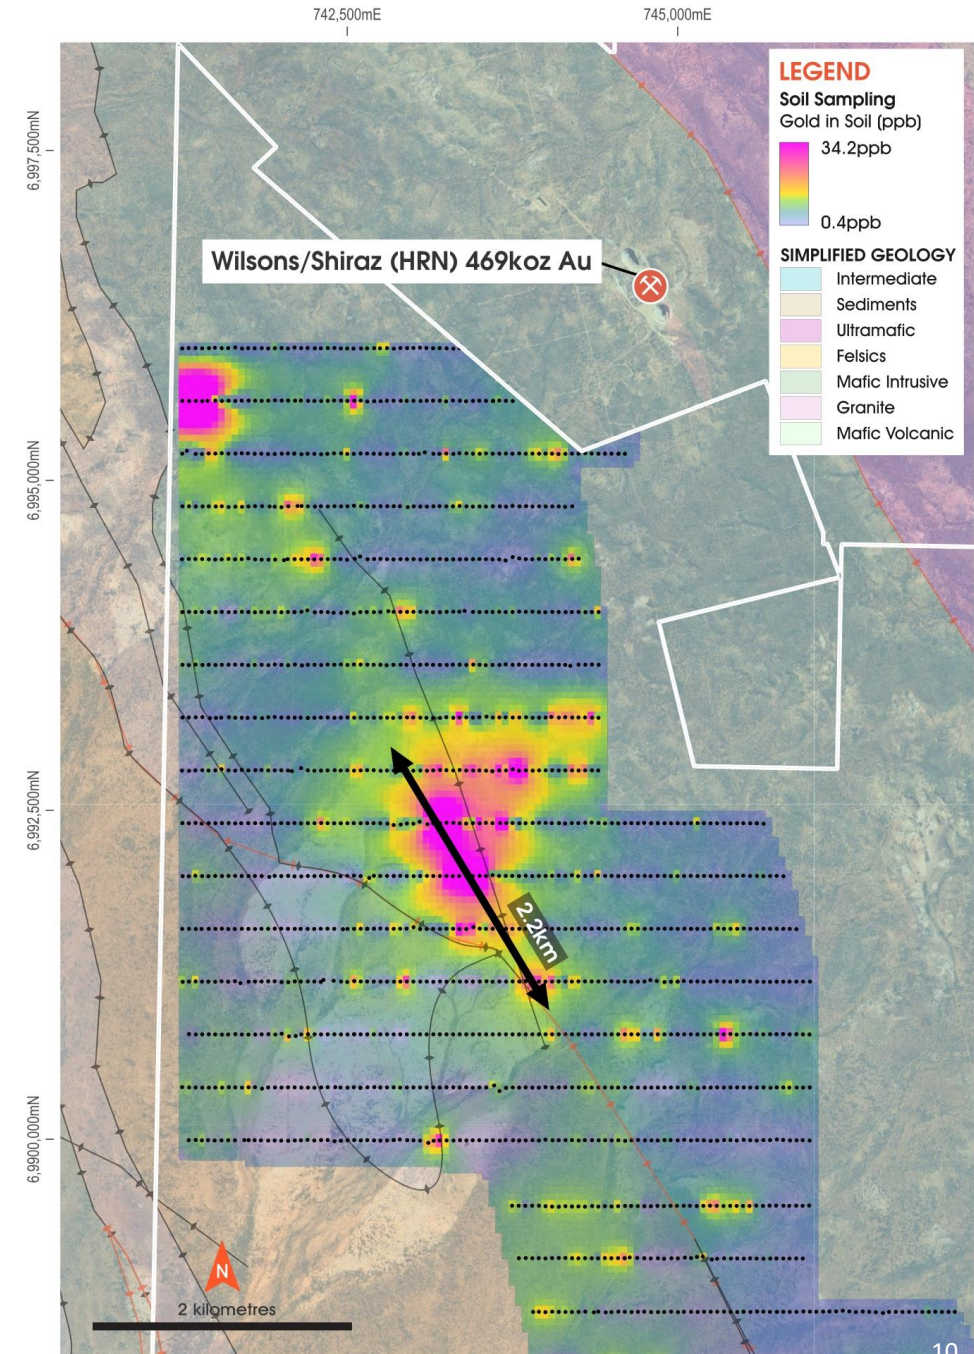 742,500mE
745,000mE
6,997,500mN
6,995,000mN
6,992,500mN
6,9900,000mN
LEGEND
Soil Sampling
Gold in Soil (ppb)
34.2ppb
0.4ppb
SIMPLIFIED GEOLOGY
Intermediate
Sediments
Ultramafic
Felsics
Mafic Intrusive
Granite
Mafic Volcanic
Wilsons/Shiraz (HRN) 469koz Au
2.2km
N
2 kilometres
10